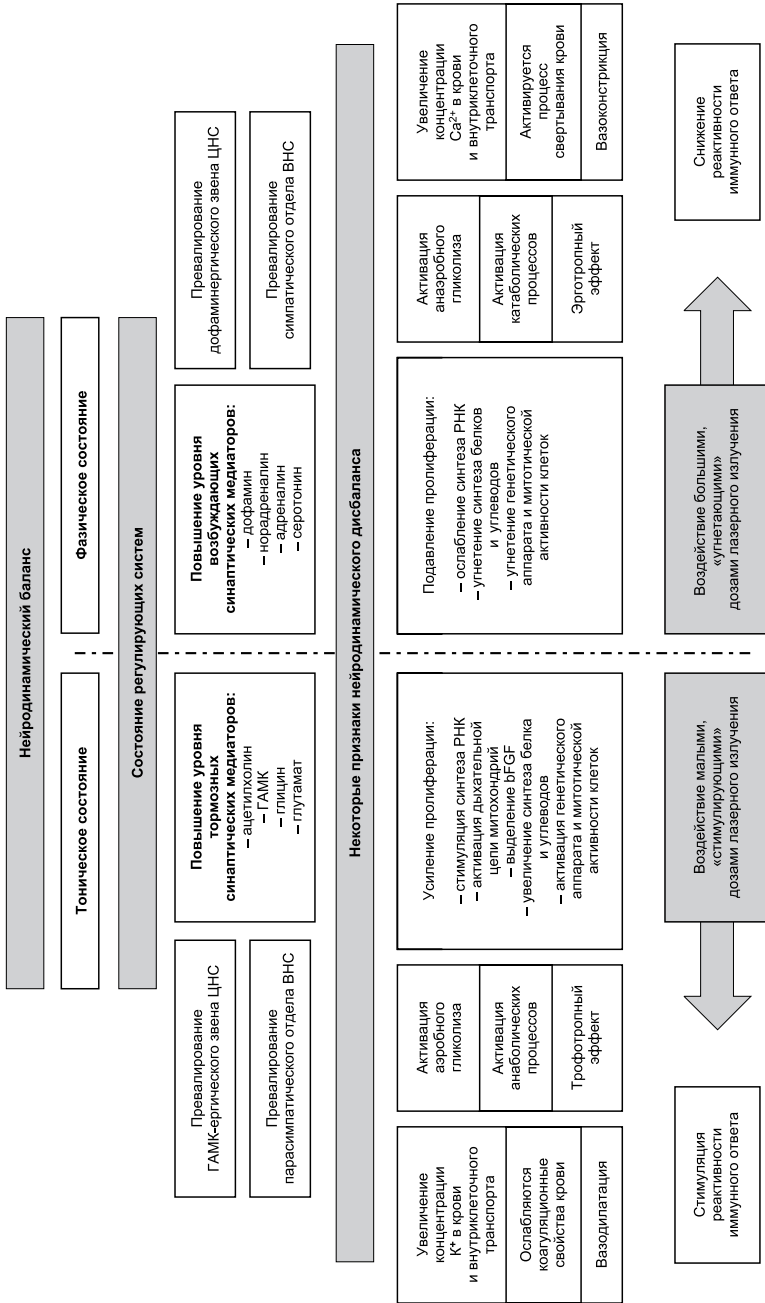 Нейродинамический баланс
Тоническое состояние
Фазическое состояние
Состояние регулирующих систем
Превалирование
ГАМК-ергического звена ЦНС
Превалирование
парасимпатического отдела ВНС
Повышение уровня
тормозных
синаптических медиаторов:
– ацетилхолин
– ГАМК
– глицин
– глутамат
Повышение уровня
возбуждающих
синаптических медиаторов:
– дофамин
– норадреналин
– адреналин
– серотонин
Превалирование
дофаминергического звена ЦНС
Превалирование
симпатического отдела ВНС
Некоторые признаки нейродинамического дисбаланса
Увеличение
концентрации
K⁺ в крови
и внутриклеточного
транспорта
Ослабляются
коагуляционные
свойства крови
Вазодилатация
Активация
аэробного
гликолиза
Активация
анаболических
процессов
Трофотропный
эффект
Усиление пролиферации:
– стимуляция синтеза РНК
– активация дыхательной
цепи митохондрий
– выделение bFGF
– увеличение синтеза белка
и углеводов
– активация генетического
аппарата и митотической
активности клеток
Подавление пролиферации:
– ослабление синтеза РНК
– угнетение синтеза белков
и углеводов
– угнетение генетического
аппарата и митотической
активности клеток
Активация
анаэробного
гликолиза
Активация
катаболических
процессов
Эрготропный
эффект
Увеличение
концентрации
Ca²⁺ в крови
и внутриклеточного
транспорта
Активируется
процесс
свертывания крови
Вазоконстрикция
Стимуляция
реактивности
иммунного ответа
Воздействие малыми,
«стимулирующими»
дозами лазерного излучения
Воздействие большими,
«угнетающими»
дозами лазерного излучения
Снижение
реактивности
иммунного ответа